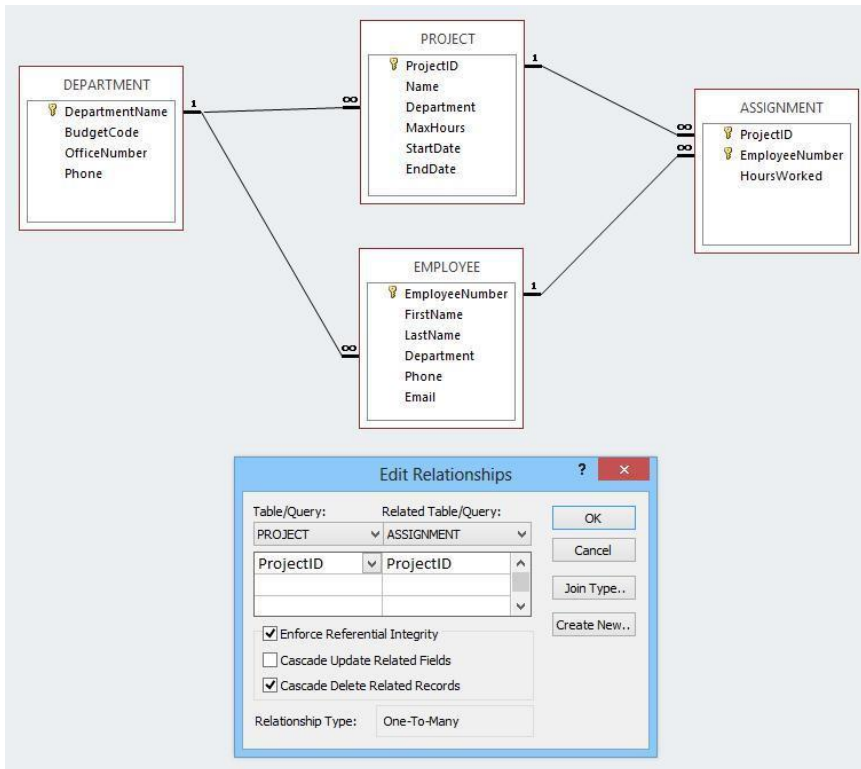 PROJECT
ProjectID
Name
Department
MaxHours
StartDate
EndDate
1
∞
DEPARTMENT
DepartmentName
BudgetCode
OfficeNumber
Phone
1
ASSIGNMENT
ProjectID
EmployeeNumber
HoursWorked
∞
∞
EMPLOYEE
EmployeeNumber
FirstName
LastName
Department
Phone
Email
1
∞
Edit Relationships ? ×
Table/Query: Related Table/Query:
PROJECT ASSIGNMENT
ProjectID ProjectID
Enforce Referential Integrity
Cascade Update Related Fields
Cascade Delete Related Records
Relationship Type: One-To-Many
OK
Cancel
Join Type..
Create New..